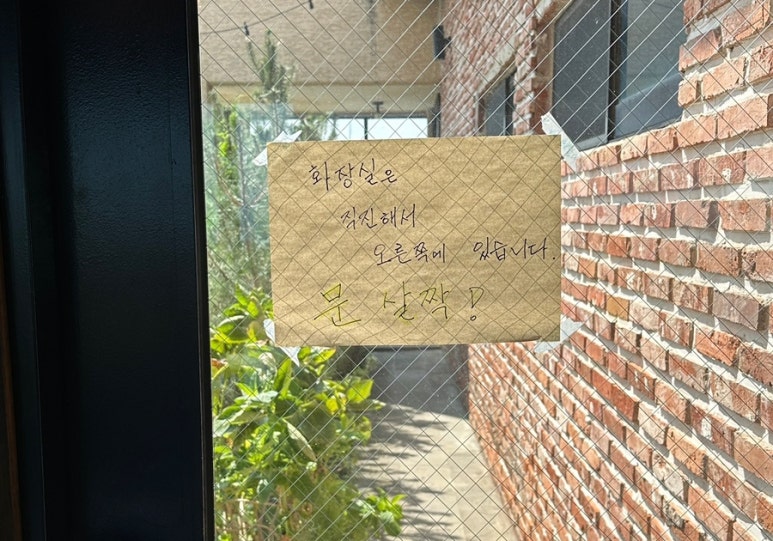 화장실은
직진해서
오른쪽에 있습니다.
문 살짝!